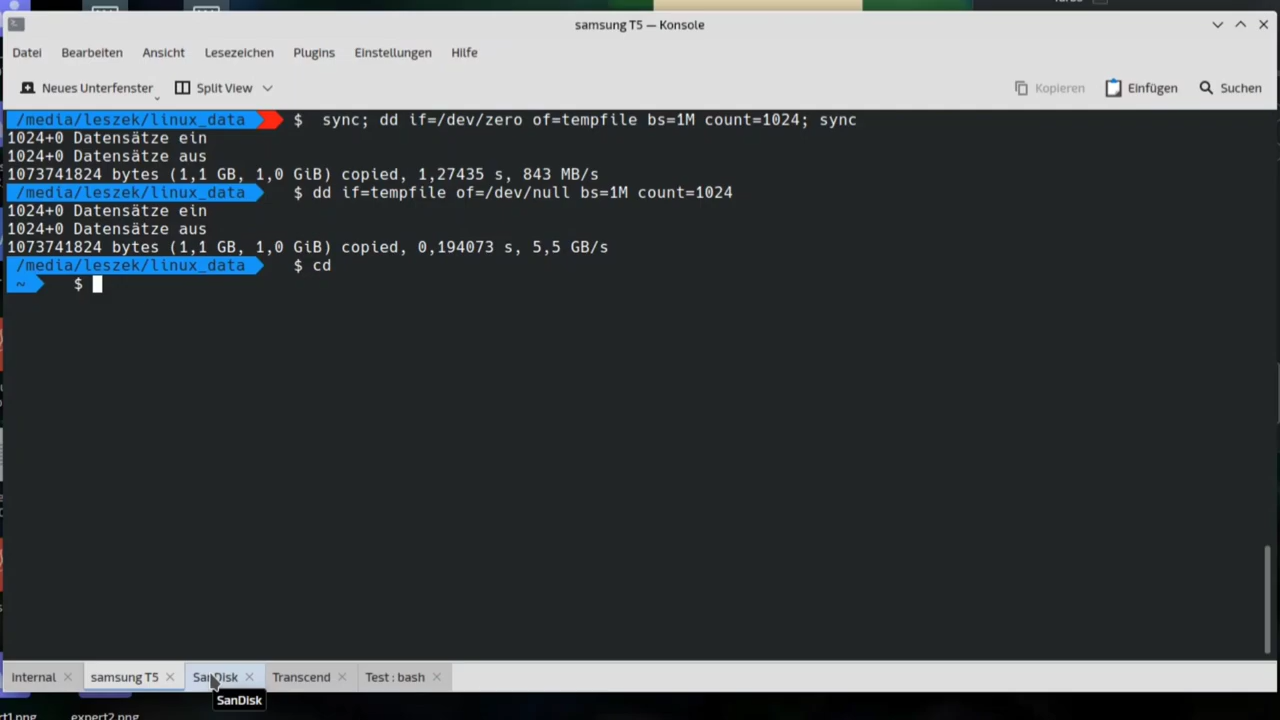 samsung T5 — Konsole
Datei Bearbeiten Ansicht Lesezeichen Plugins Einstellungen Hilfe
Neues Unterfenster Split View Kopieren Einfügen Suchen
/media/leszek/linux_data $ sync; dd if=/dev/zero of=tempfile bs=1M count=1024; sync
1024+0 Datensätze ein
1024+0 Datensätze aus
1073741824 bytes (1,1 GB, 1,0 GiB) copied, 1,27435 s, 843 MB/s
/media/leszek/linux_data $ dd if=tempfile of=/dev/null bs=1M count=1024
1024+0 Datensätze ein
1024+0 Datensätze aus
1073741824 bytes (1,1 GB, 1,0 GiB) copied, 0,194073 s, 5,5 GB/s
/media/leszek/linux_data $ cd
~ $
Internal samsung T5 SanDisk Transcend Test : bash
SanDisk
rt1.png expert2.png